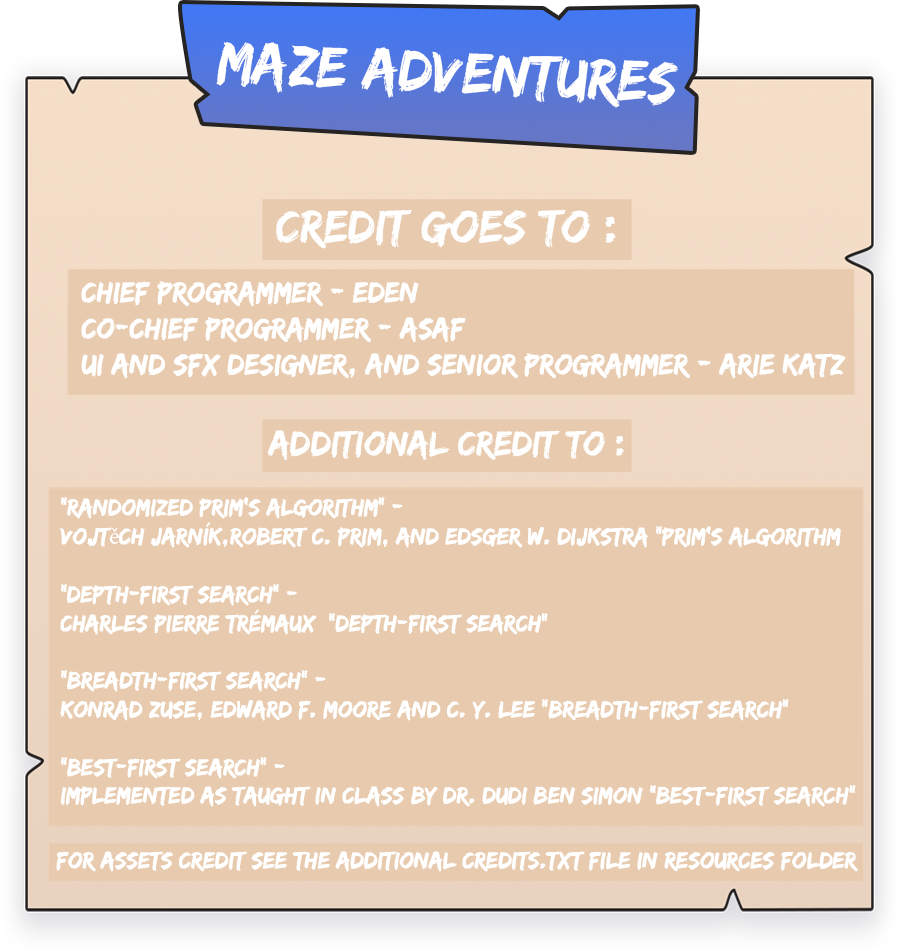 MAZE ADVENTURES
CREDIT GOES TO :
CHIEF PROGRAMMER - EDEN
CO-CHIEF PROGRAMMER - ASAF
UI AND SFX DESIGNER, AND SENIOR PROGRAMMER - ARIE KATZ
ADDITIONAL CREDIT TO :
"RANDOMIZED PRIM'S ALGORITHM" -
VOJTěCH JARNÍK,ROBERT C. PRIM, AND EDSGER W. DIJKSTRA "PRIM'S ALGORITHM
"DEPTH-FIRST SEARCH" -
CHARLES PIERRE TRÉMAUX  "DEPTH-FIRST SEARCH"
"BREADTH-FIRST SEARCH" -
KONRAD ZUSE, EDWARD F. MOORE AND C. Y. LEE "BREADTH-FIRST SEARCH"
"BEST-FIRST SEARCH" -
IMPLEMENTED AS TAUGHT IN CLASS BY DR. DUDI BEN SIMON "BEST-FIRST SEARCH"
FOR ASSETS CREDIT SEE THE ADDITIONAL CREDITS.TXT FILE IN RESOURCES FOLDER